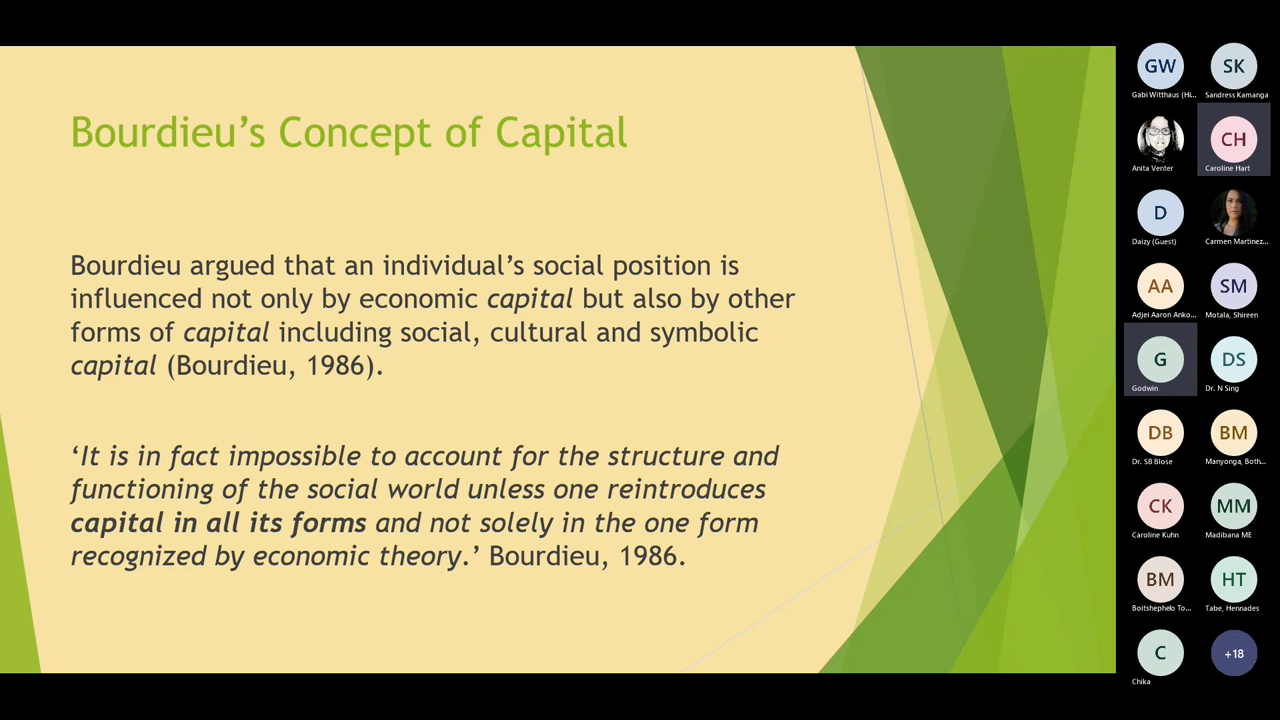 Bourdieu’s Concept of Capital
Bourdieu argued that an individual’s social position is
influenced not only by economic capital but also by other
forms of capital including social, cultural and symbolic
capital (Bourdieu, 1986).
‘It is in fact impossible to account for the structure and
functioning of the social world unless one reintroduces
capital in all its forms and not solely in the one form
recognized by economic theory.’ Bourdieu, 1986.
GW
Gabi Witthaus (Hi...
SK
Sandress Kamanga
Anita Venter
CH
Caroline Hart
D
Daizy (Guest)
Carmen Martinez...
AA
Adjei Aaron Anko...
SM
Motala, Shireen
G
Godwin
DS
Dr. N Sing
DB
Dr. SB Blose
BM
Manyonga, Both...
CK
Caroline Kuhn
MM
Madibana ME
BM
Boitshephelo To...
HT
Tabe, Hennades
C
Chika
+18